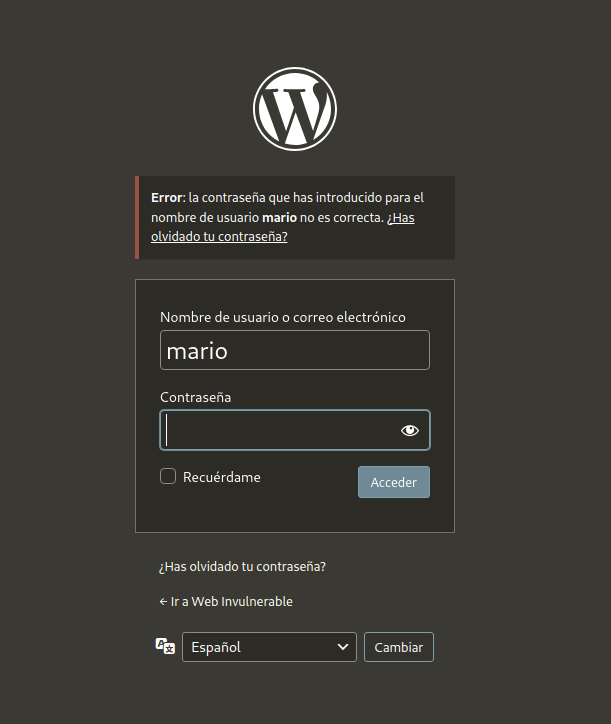 Error: la contraseña que has introducido para el
nombre de usuario mario no es correcta. ¿Has
olvidado tu contraseña?
Nombre de usuario o correo electrónico
mario
Contraseña
Recuérdame
Acceder
¿Has olvidado tu contraseña?
← Ir a Web Invulnerable
Español
Cambiar